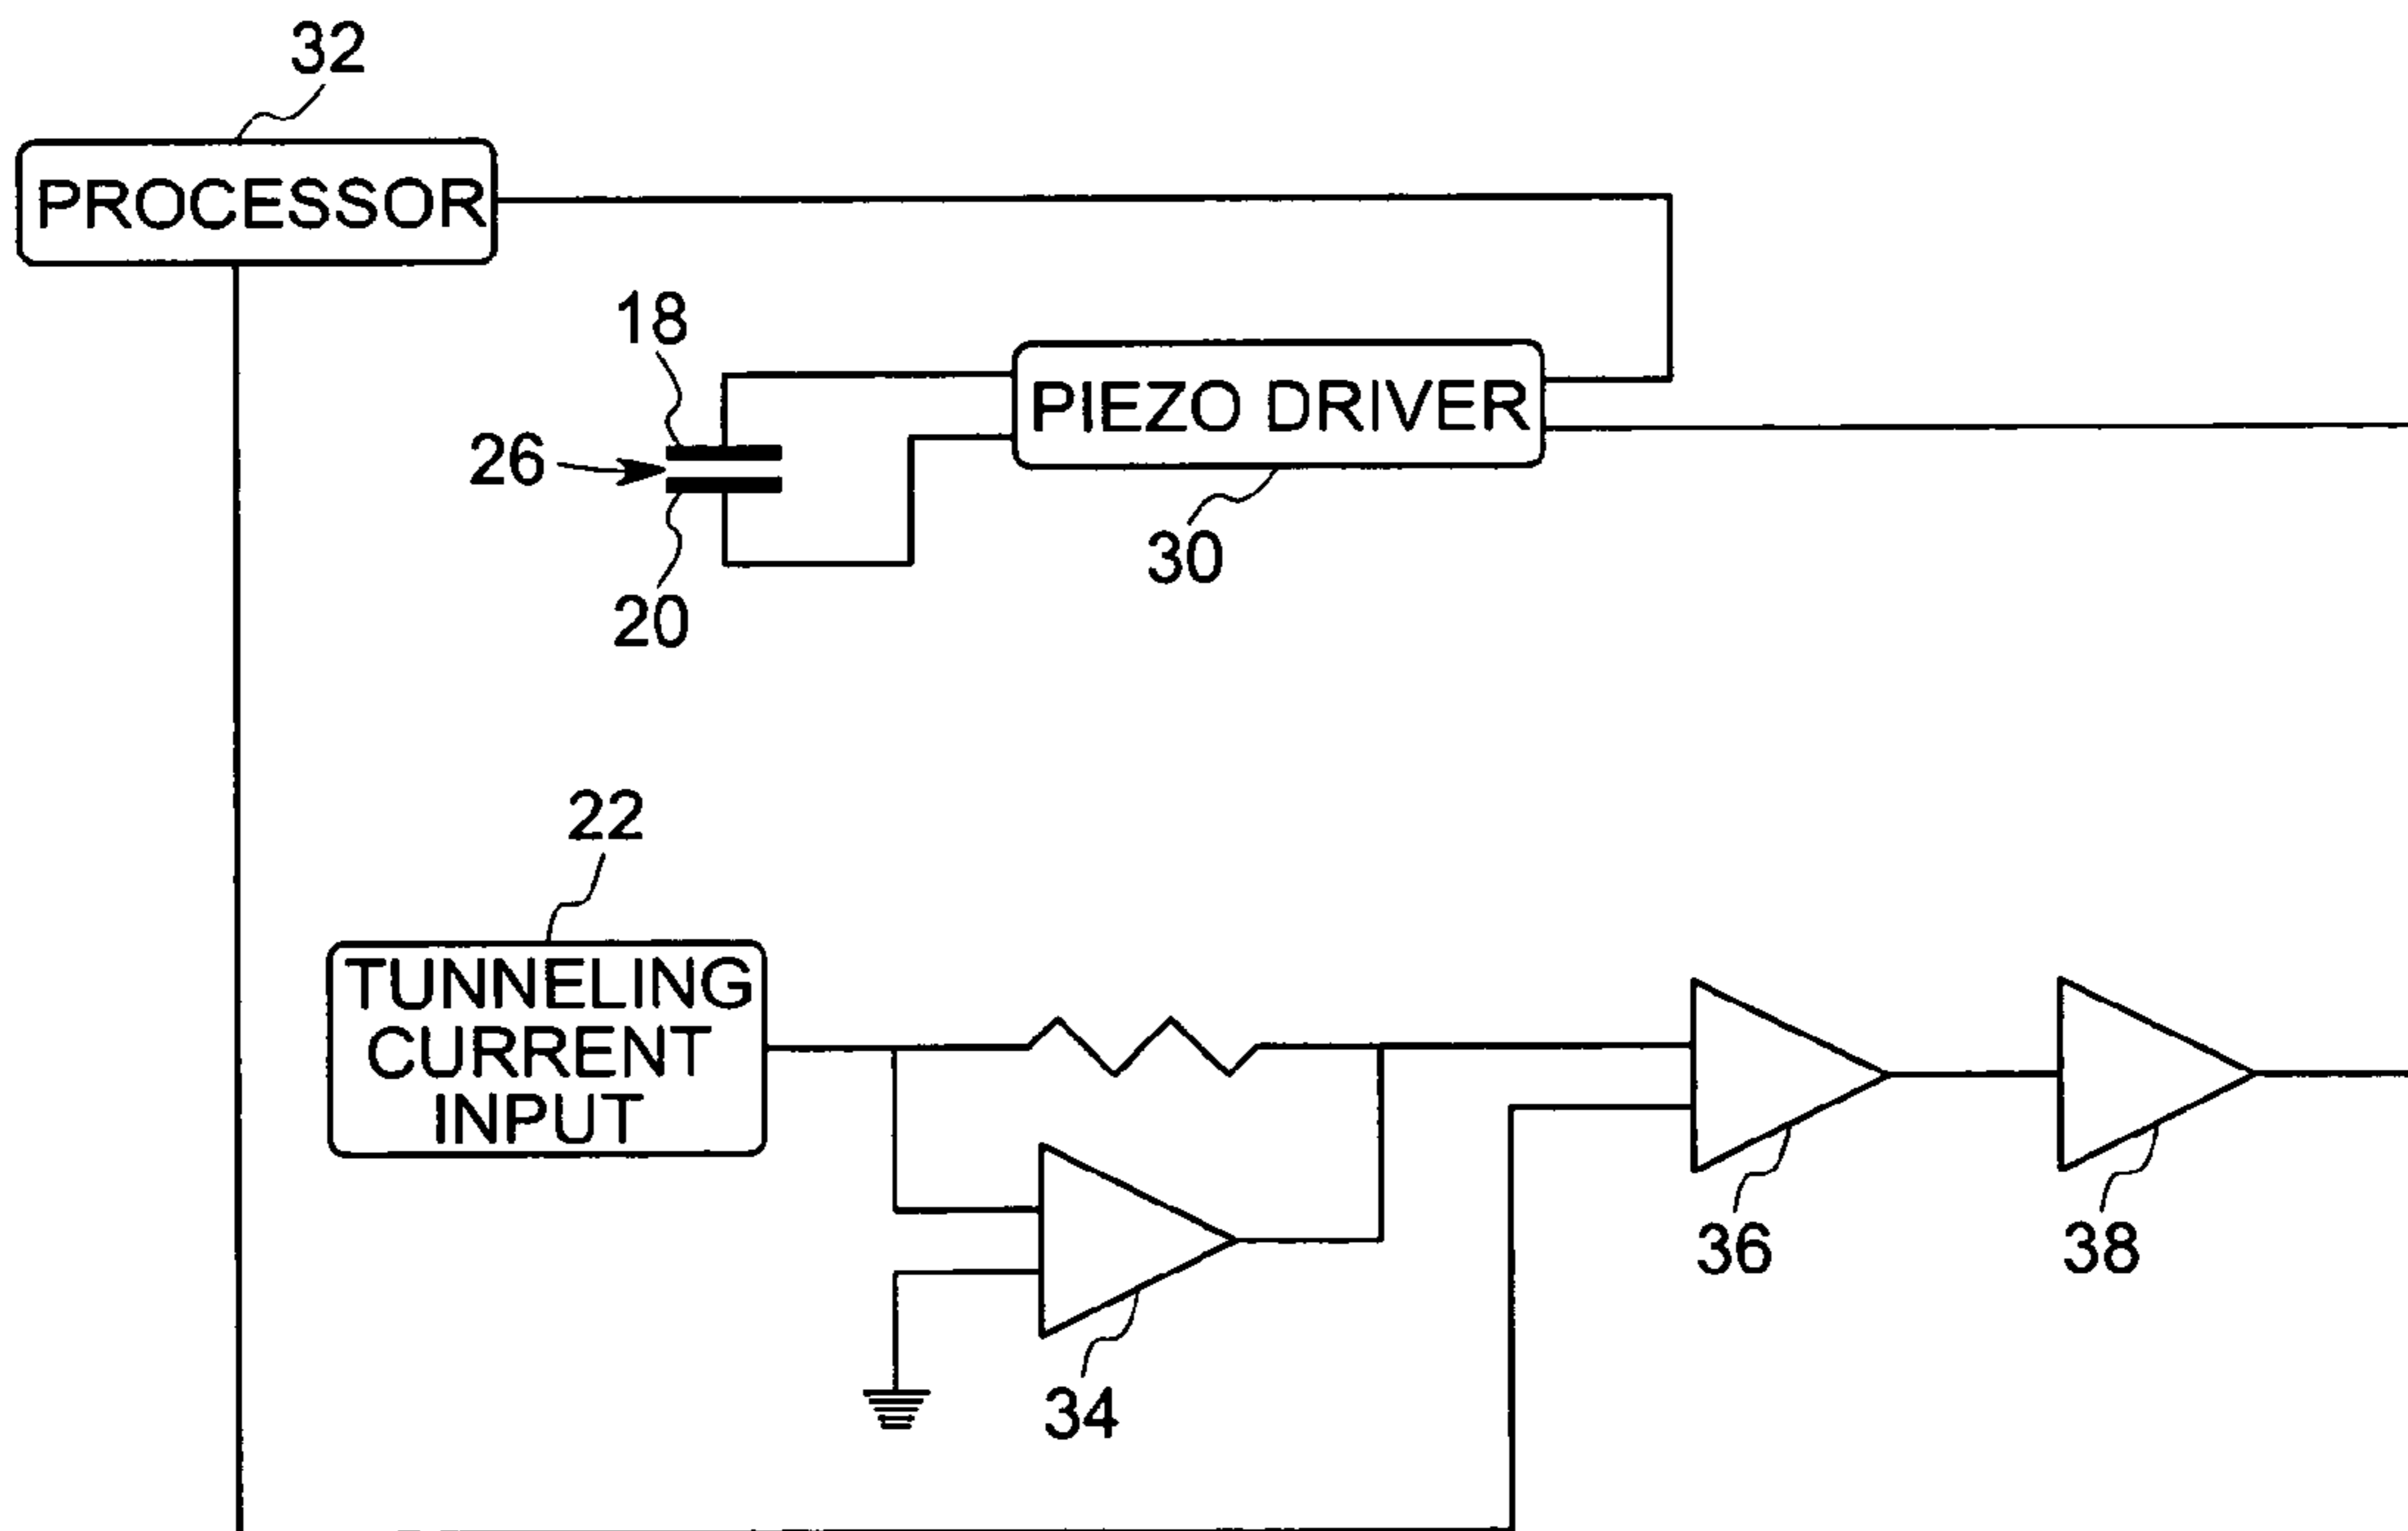 32
PROCESSOR
18
26
PIEZO DRIVER
30
20
22
TUNNELING
CURRENT
INPUT
36
38
34